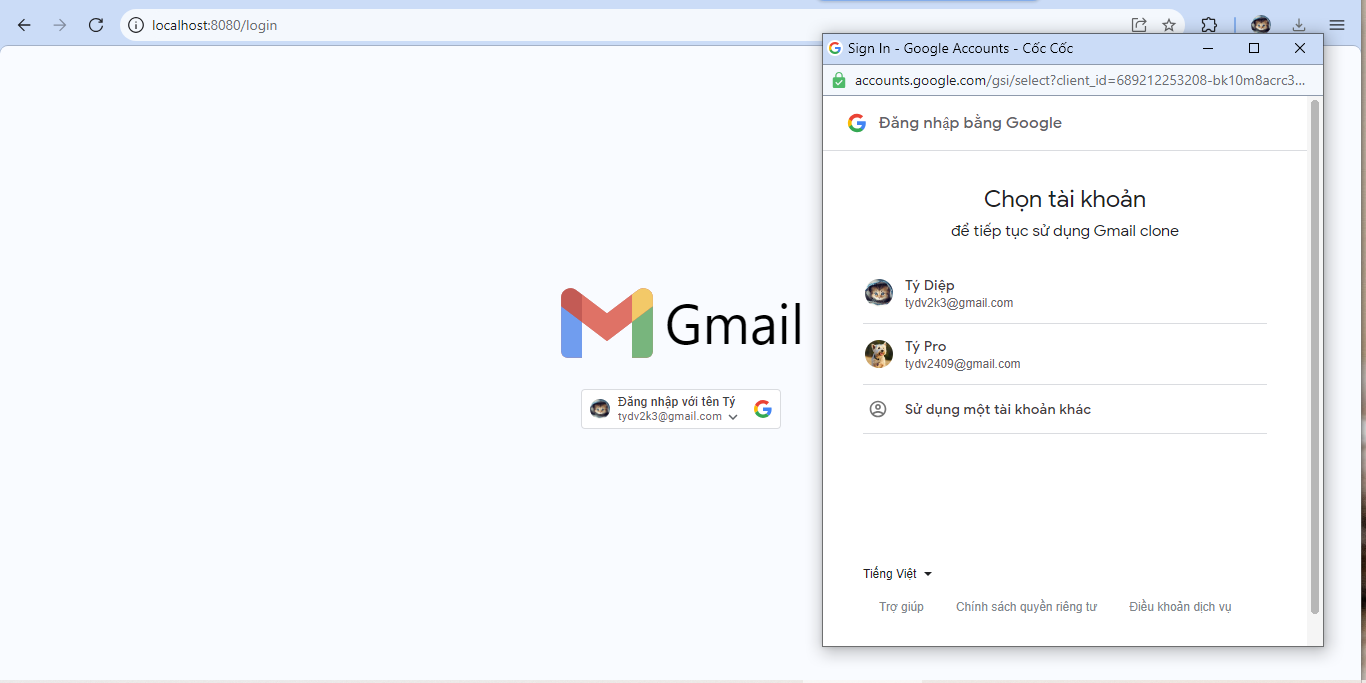 localhost:8080/login
Sign In - Google Accounts - Cốc Cốc
accounts.google.com/gsi/select?client_id=689212253208-bk10m8acrc3...
Đăng nhập bằng Google
Chọn tài khoản
để tiếp tục sử dụng Gmail clone
Tý Diệp
tydv2k3@gmail.com
Tý Pro
tydv2409@gmail.com
Sử dụng một tài khoản khác
Tiếng Việt
Trợ giúp Chính sách quyền riêng tư Điều khoản dịch vụ
Gmail
Đăng nhập với tên Tý
tydv2k3@gmail.com